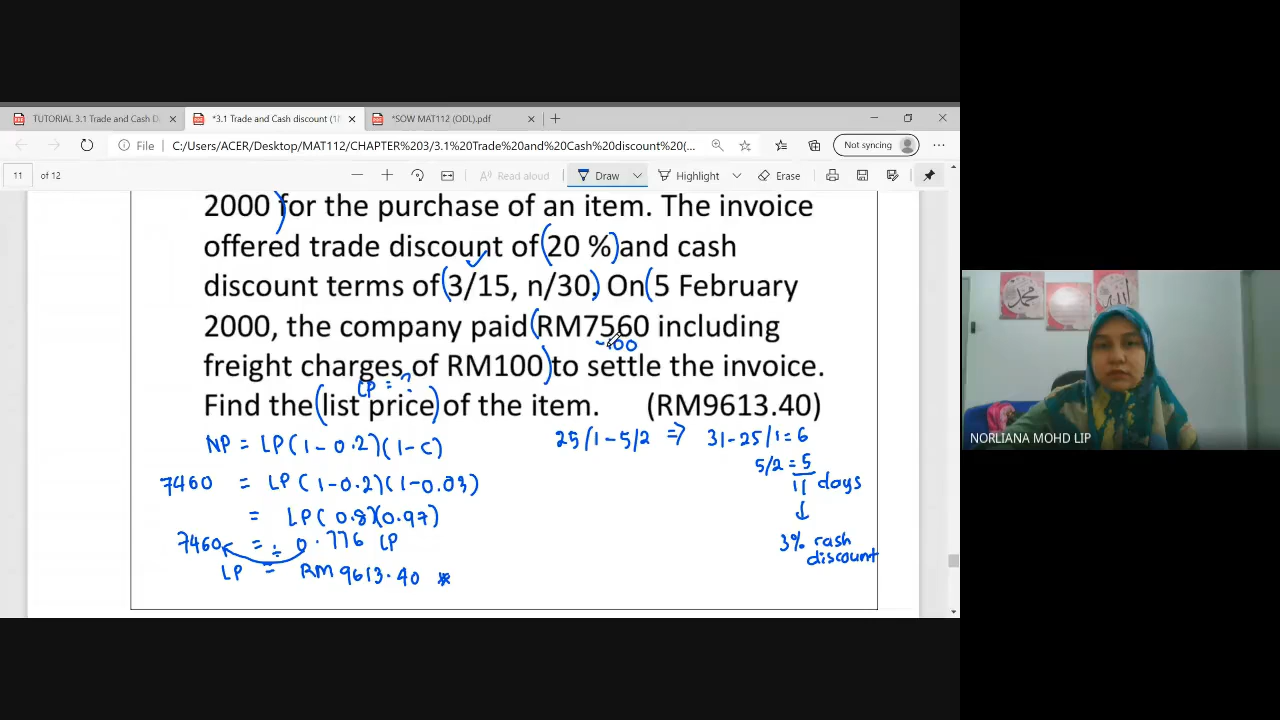 TUTORIAL 3.1 Trade and Cash D
*3.1 Trade and Cash discount (1
*SOW MAT112 (ODL).pdf
File
C:/Users/ACER/Desktop/MAT112/CHAPTER%203/3.1%20Trade%20and%20Cash%20discount%20(...
Not syncing
11 of 12
Read aloud
Draw
Highlight
Erase
2000 for the purchase of an item. The invoice
offered trade discount of 20 % and cash
discount terms of 3/15, n/30. On 5 February
2000, the company paid RM7560 including
-100
freight charges of RM100 to settle the invoice.
LP = ?
Find the list price of the item. (RM9613.40)
NP = LP(1-0.2)(1-c)
25/1 - 5/2 ⇒ 31-25/1 = 6
5/2 = 5
7460 = LP(1-0.2)(1-0.03)
11 days
= LP(0.8)(0.97)
7460 = 0.776 LP
÷
3% cash
discount
LP = RM 9613.40 *
NORLIANA MOHD LIP